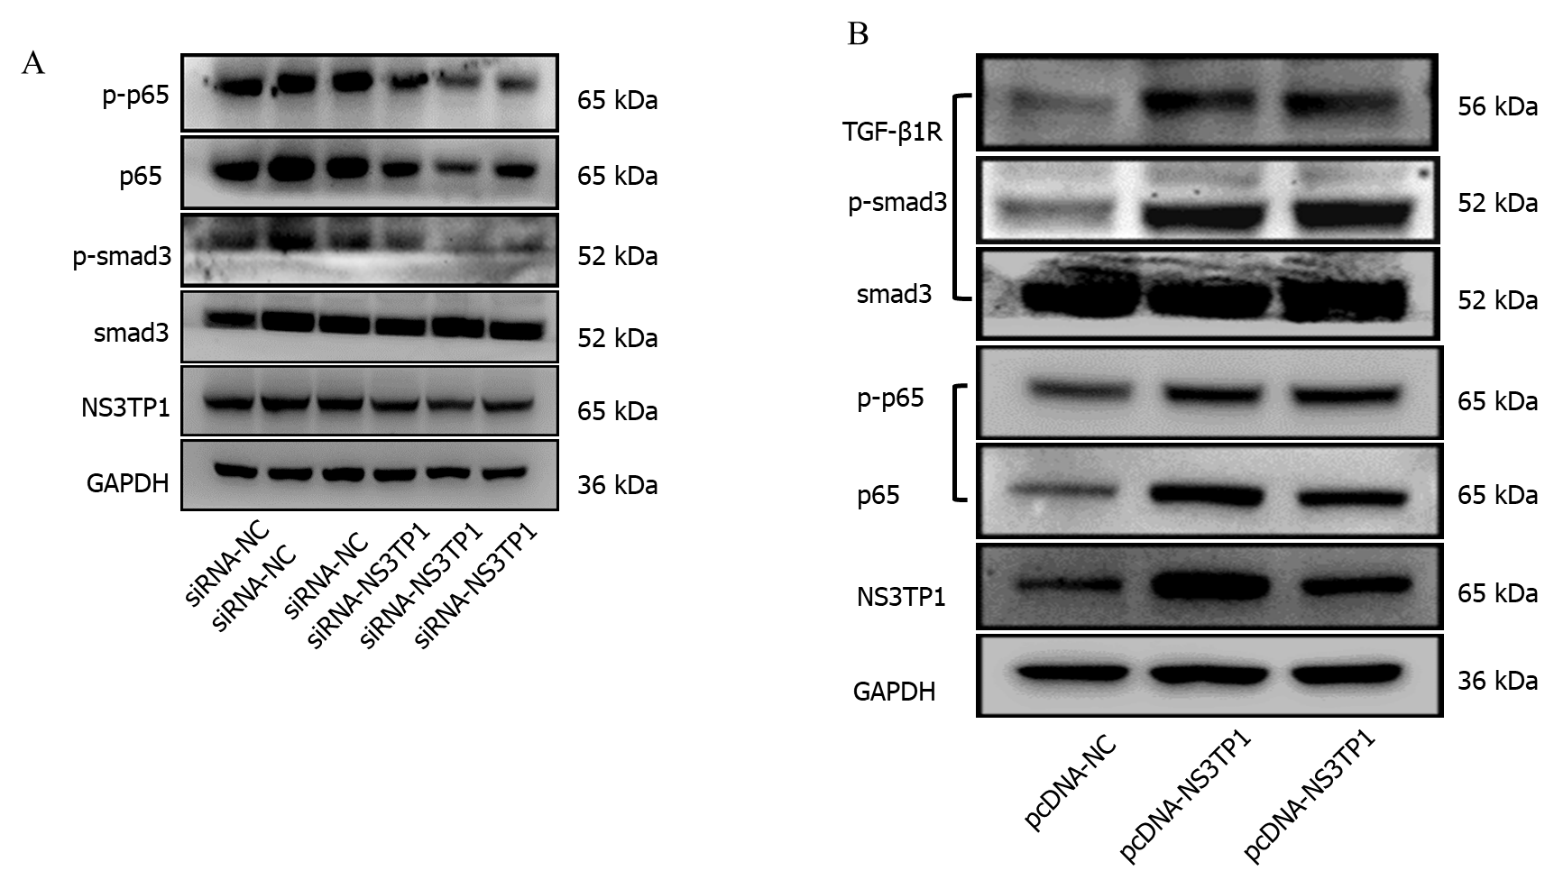 A
p-p65 65 kDa
p65 65 kDa
p-smad3 52 kDa
smad3 52 kDa
NS3TP1 65 kDa
GAPDH 36 kDa
siRNA-NC
siRNA-NC
siRNA-NC
siRNA-NS3TP1
siRNA-NS3TP1
siRNA-NS3TP1
B
TGF-β1R 56 kDa
p-smad3 52 kDa
smad3 52 kDa
p-p65 65 kDa
p65 65 kDa
NS3TP1 65 kDa
GAPDH 36 kDa
pcDNA-NC
pcDNA-NS3TP1
pcDNA-NS3TP1